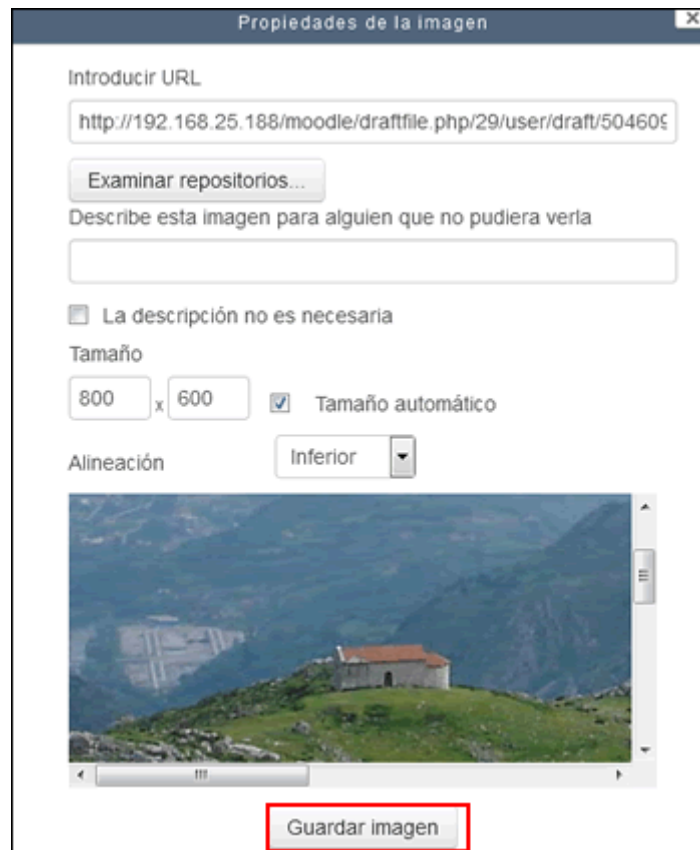 Propiedades de la imagen
Introducir URL
http://192.168.25.188/moodle/draftfile.php/29/user/draft/504609
Examinar repositorios...
Describe esta imagen para alguien que no pudiera verla
La descripción no es necesaria
Tamaño
800 x 600 Tamaño automático
Alineación Inferior
Guardar imagen